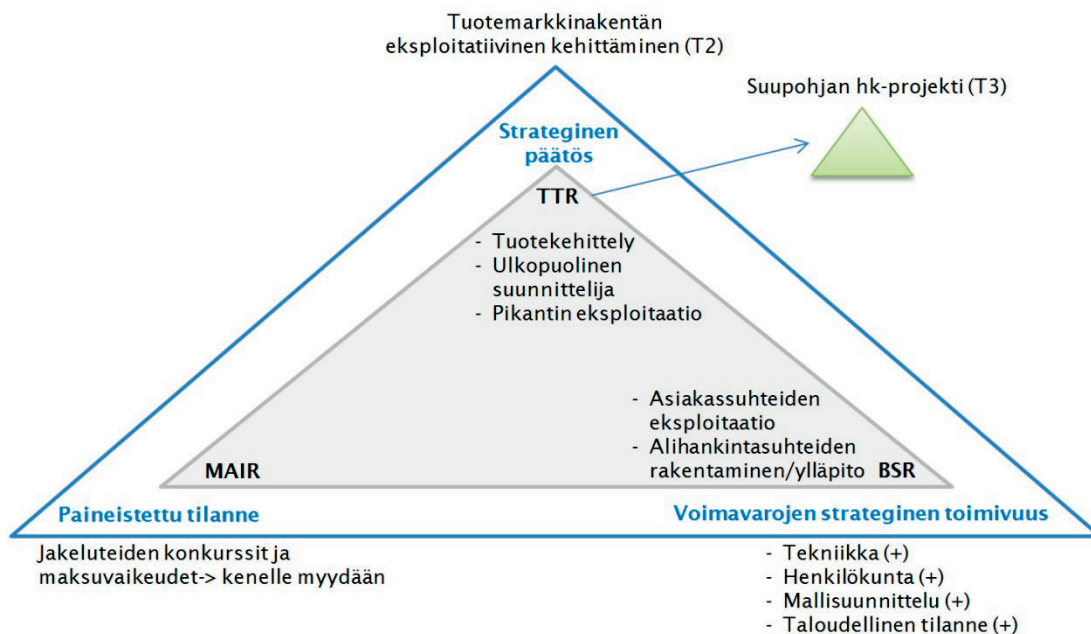 Tuotemarkkinakentän
eksploitatiivinen kehittäminen (T2)
Suupohjan hk-projekti (T3)
Strateginen
päätös
TTR
- Tuotekehittely
- Ulkopuolinen
suunnittelija
- Pikantin eksploitaatio
- Asiakassuhteiden
eksploitaatio
- Alihankintasuhteiden
rakentaminen/ylläpito
MAIR
BSR
Paineistettu tilanne
Voimavarojen strateginen toimivuus
Jakeluteiden konkurssit ja
maksuvaikeudet-> kenelle myydään
- Tekniikka (+)
- Henkilökunta (+)
- Mallisuunnittelu (+)
- Taloudellinen tilanne (+)